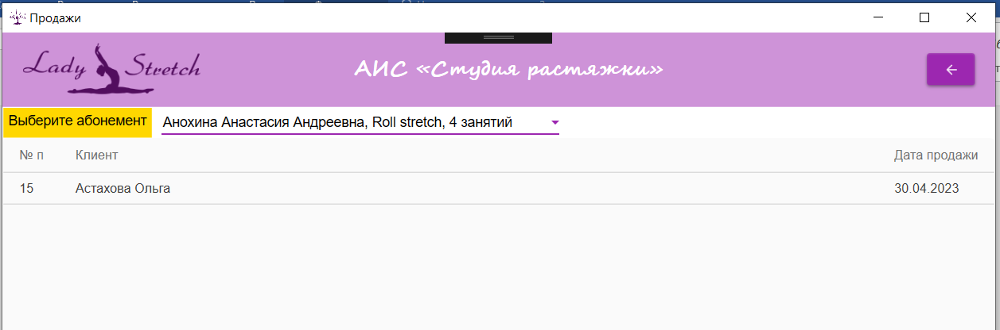 Продажи
Lady Stretch
АИС «Студия растяжки»
Выберите абонемент
Анохина Анастасия Андреевна, Roll stretch, 4 занятий
№ п Клиент Дата продажи
15 Астахова Ольга 30.04.2023